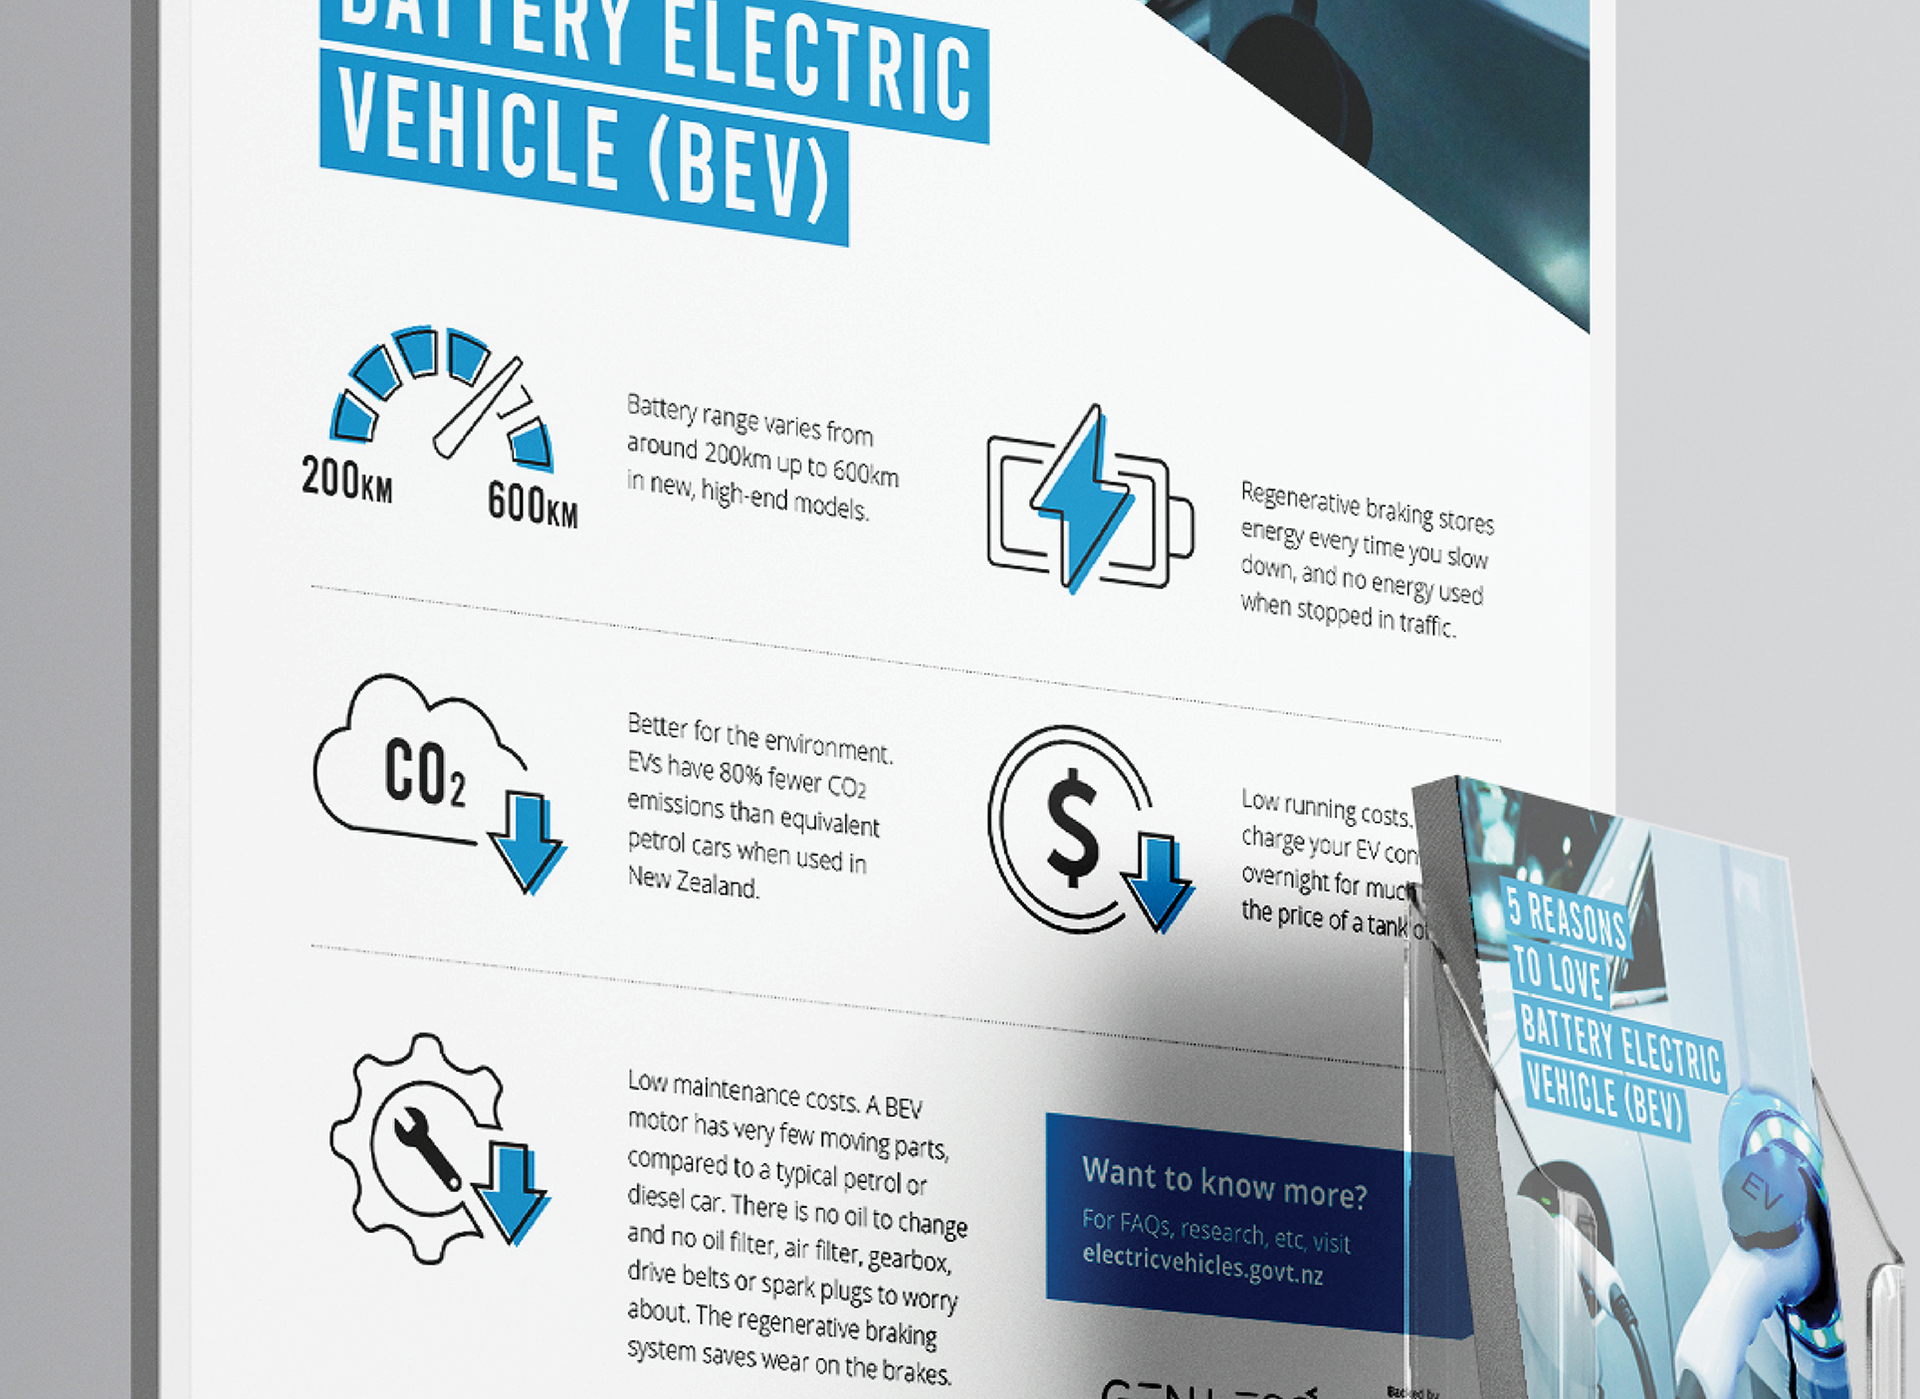 BATTERY ELECTRIC
VEHICLE (BEV)
200KM
600KM
Battery range varies from
around 200km up to 600km
in new, high-end models.
Regenerative braking stores
energy every time you slow
down, and no energy used
when stopped in traffic.
CO2
Better for the environment.
EVs have 80% fewer CO2
emissions than equivalent
petrol cars when used in
New Zealand.
$
Low running costs.
charge your EV
overnight for
the price of a tank
Low maintenance costs. A BEV
motor has very few moving parts,
compared to a typical petrol or
diesel car. There is no oil to change
and no oil filter, air filter, gearbox,
drive belts or spark plugs to worry
about. The regenerative braking
system saves wear on the brakes.
Want to know more?
For FAQs, research, etc, visit
electricvehicles.govt.nz
Backed by
5 REASONS
TO LOVE
BATTERY ELECTRIC
VEHICLE (BEV)
EV